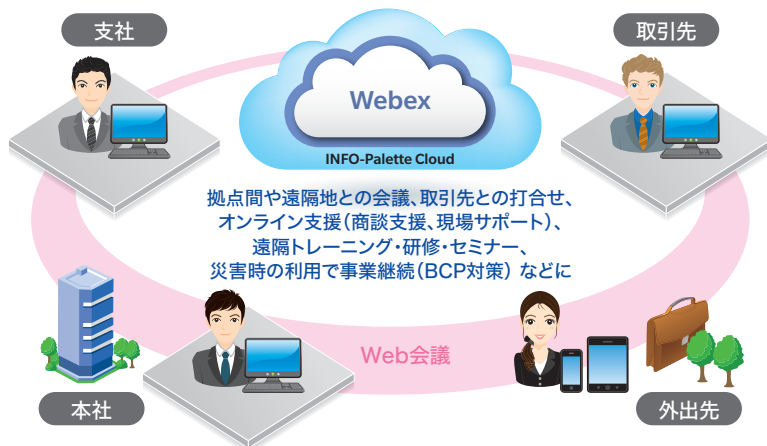 支社
取引先
Webex
INFO-Palette Cloud
拠点間や遠隔地との会議、取引先との打合せ、
オンライン支援（商談支援、現場サポート）、
遠隔トレーニング・研修・セミナー、
災害時の利用で事業継続（BCP対策）などに
Web会議
本社
外出先